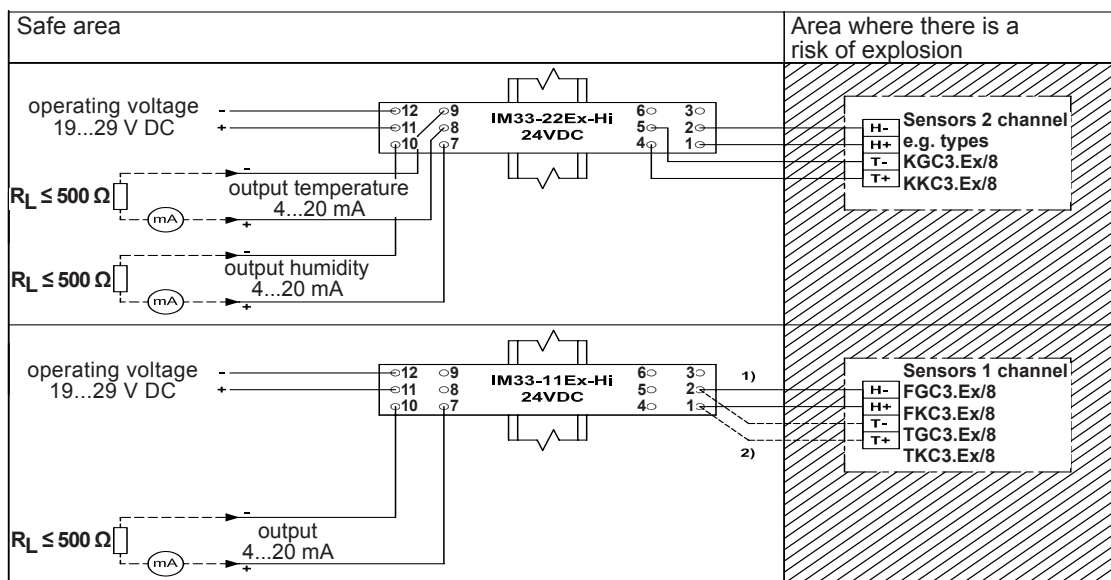 Safe area
Area where there is a
risk of explosion
operating voltage
19...29 V DC
-
+
12
11
10
9
8
7
IM33-22Ex-Hi
24VDC
6
5
4
3
2
1
H-
H+
T-
T+
Sensors 2 channel
e.g. types
KGC3.Ex/8
KKC3.Ex/8
RL ≤ 500 Ω
mA
-
+
output temperature
4...20 mA
RL ≤ 500 Ω
mA
-
+
output humidity
4...20 mA
operating voltage
19...29 V DC
-
+
12
11
10
9
8
7
IM33-11Ex-Hi
24VDC
6
5
4
3
2
1
1)
2)
H-
H+
T-
T+
Sensors 1 channel
FGC3.Ex/8
FKC3.Ex/8
TGC3.Ex/8
TKC3.Ex/8
RL ≤ 500 Ω
mA
-
+
output
4...20 mA